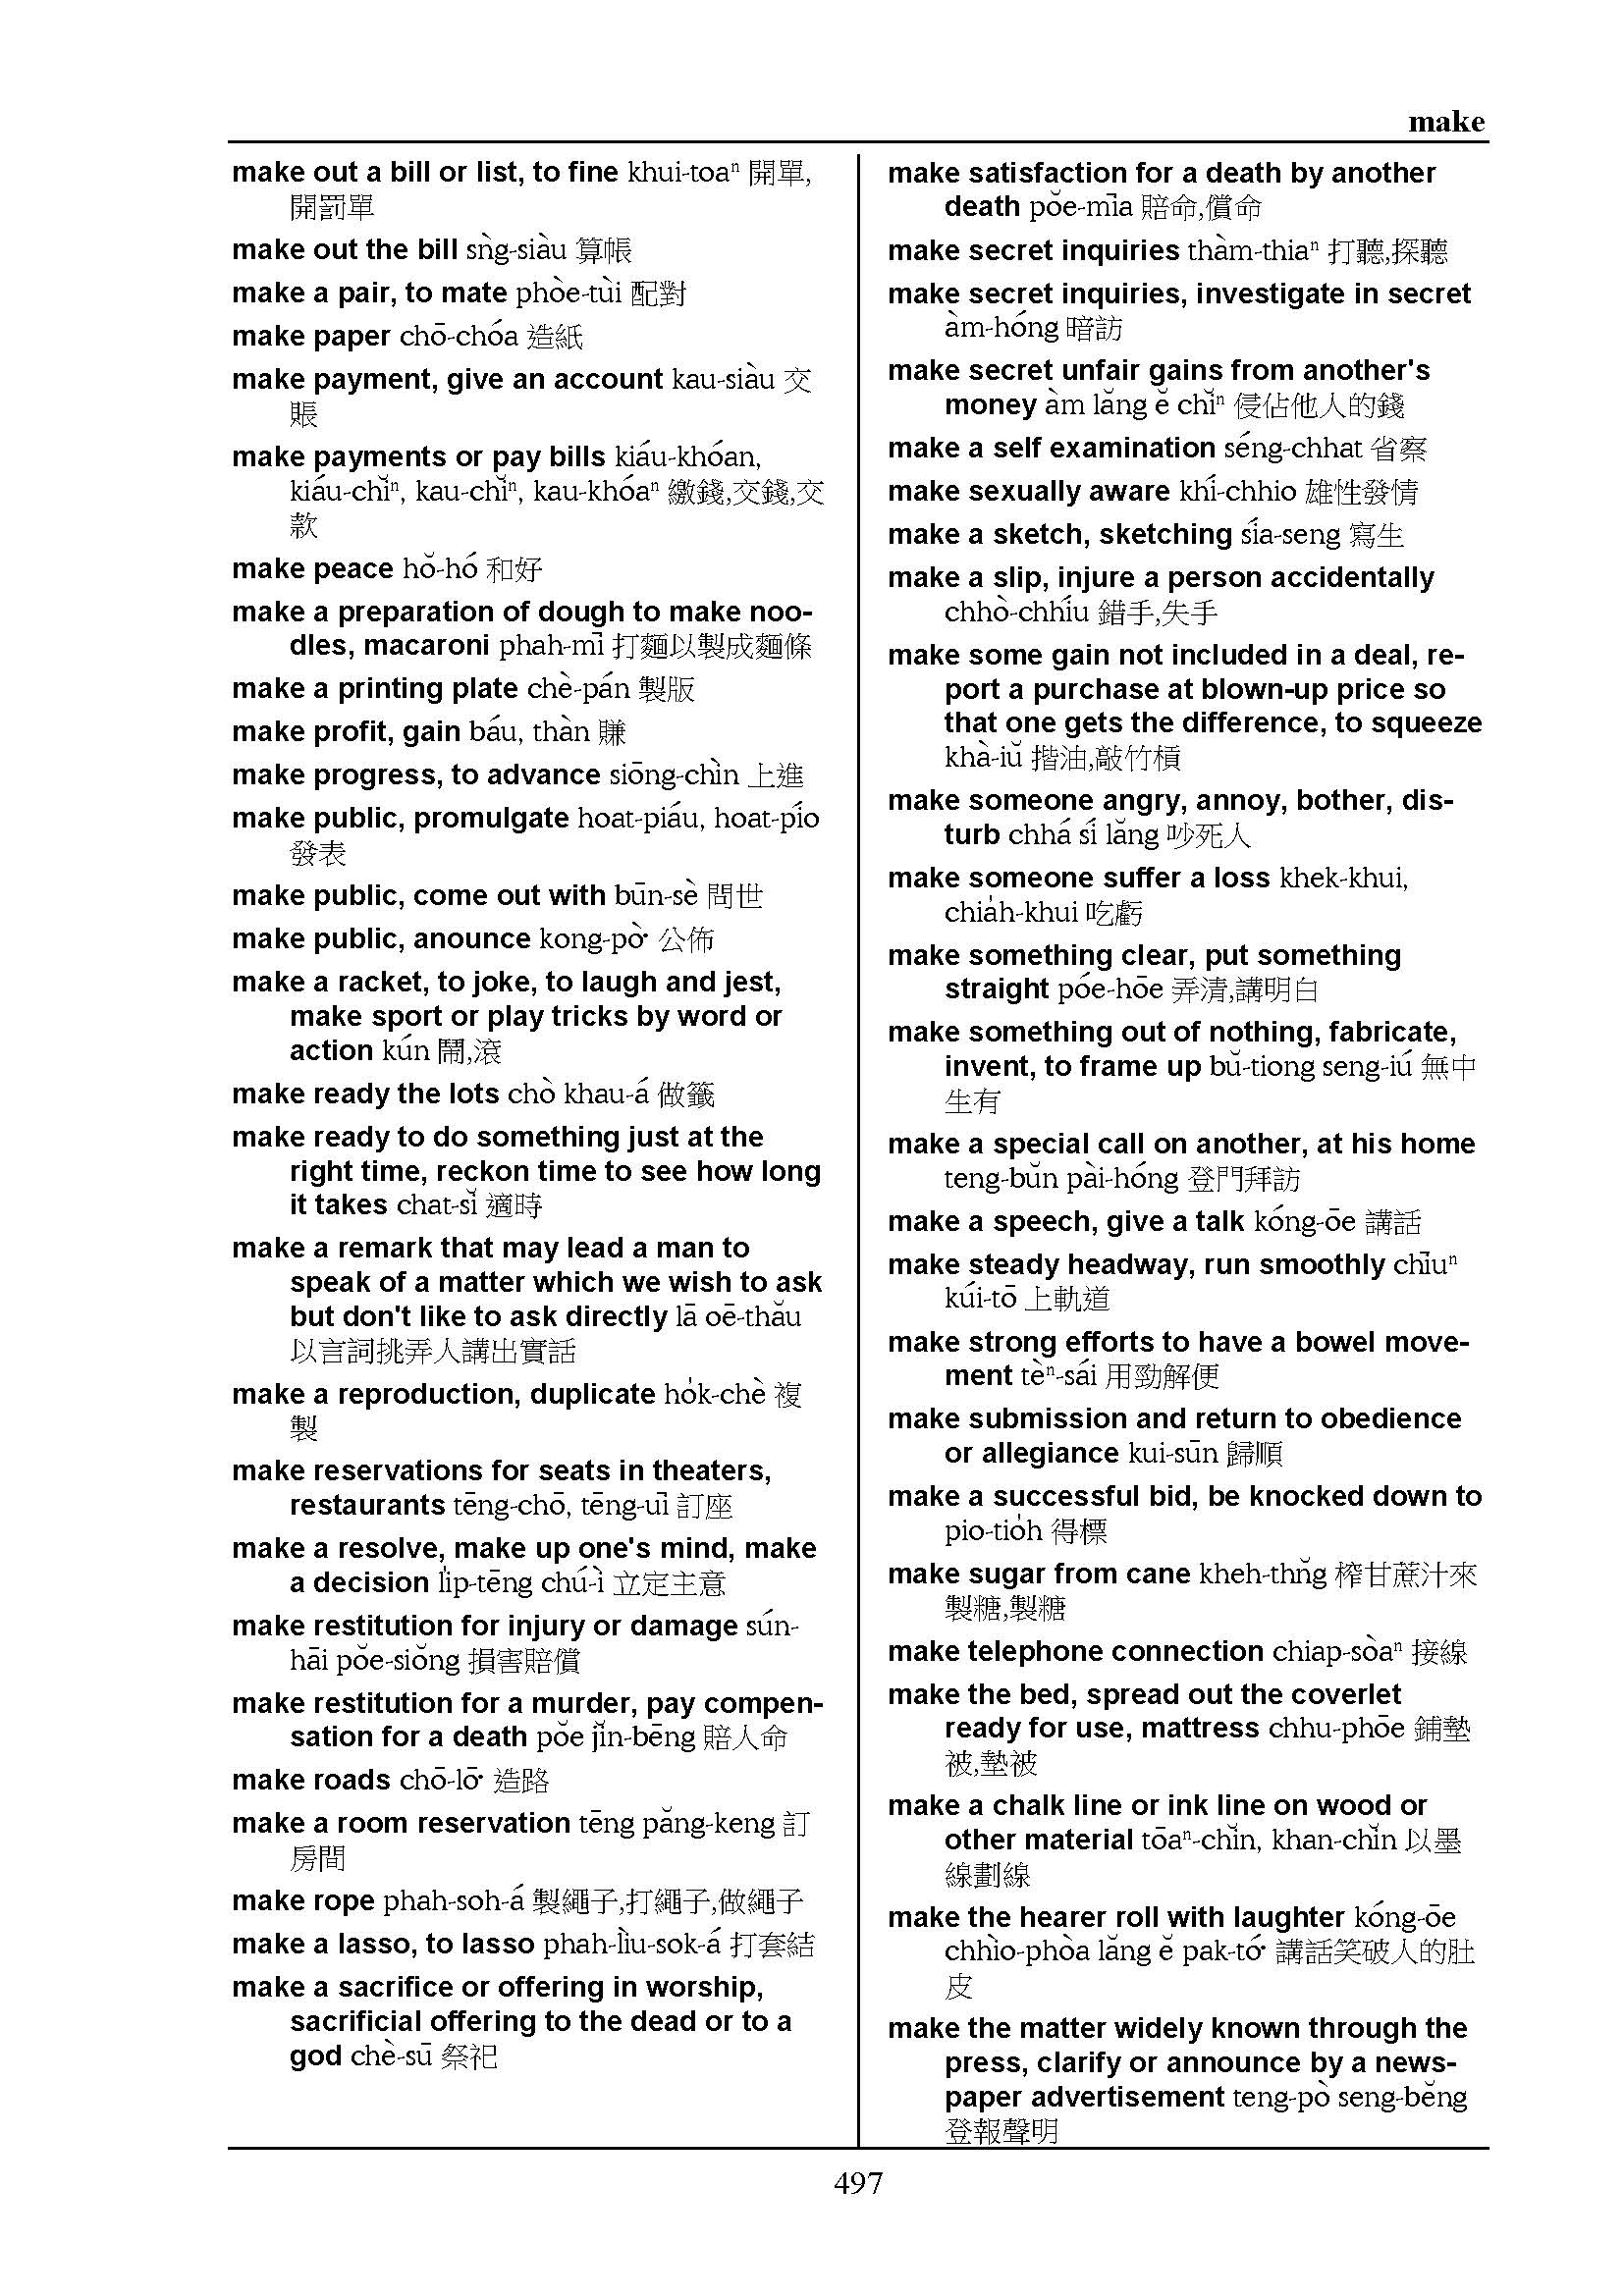 make
make out a bill or list, to fine khui-toaⁿ 開單,
開罰單
make out the bill sǹg-siàu 算帳
make a pair, to mate phòe-tùi 配對
make paper chō-chóa 造紙
make payment, give an account kau-siàu 交
賬
make payments or pay bills kiáu-khóan,
kiáu-chĭⁿ, kau-chĭⁿ, kau-khóaⁿ 繳錢,交錢,交
款
make peace hŏ-hó 和好
make a preparation of dough to make noo-
dles, macaroni phah-mī 打麵以製成麵條
make a printing plate chè-pán 製版
make profit, gain báu, thàn 賺
make progress, to advance siōng-chìn 上進
make public, promulgate hoat-piáu, hoat-pío
發表
make public, come out with būn-sè 問世
make public, anounce kong-pò͘ 公佈
make a racket, to joke, to laugh and jest,
make sport or play tricks by word or
action kún 鬧,滾
make ready the lots chò khau-á 做籤
make ready to do something just at the
right time, reckon time to see how long
it takes chat-sĭ 適時
make a remark that may lead a man to
speak of a matter which we wish to ask
but don't like to ask directly lā oē-thău
以言詞挑弄人講出實話
make a reproduction, duplicate ho̍k-chè 複
製
make reservations for seats in theaters,
restaurants tēng-chō, tēng-uī 訂座
make a resolve, make up one's mind, make
a decision li̍p-tēng chú-ì 立定主意
make restitution for injury or damage sún-
hāi pŏe-siŏng 損害賠償
make restitution for a murder, pay compen-
sation for a death pŏe jĭn-bēng 賠人命
make roads chō-lō͘ 造路
make a room reservation tēng păng-keng 訂
房間
make rope phah-soh-á 製繩子,打繩子,做繩子
make a lasso, to lasso phah-lìu-sok-á 打套結
make a sacrifice or offering in worship,
sacrificial offering to the dead or to a
god chè-sū 祭祀
make satisfaction for a death by another
death pŏe-mīa 賠命,償命
make secret inquiries thàm-thiaⁿ 打聽,探聽
make secret inquiries, investigate in secret
àm-hóng 暗訪
make secret unfair gains from another's
money àm lăng ĕ chĭⁿ 侵佔他人的錢
make a self examination séng-chhat 省察
make sexually aware khí-chhio 雄性發情
make a sketch, sketching sía-seng 寫生
make a slip, injure a person accidentally
chhò-chhíu 錯手,失手
make some gain not included in a deal, re-
port a purchase at blown-up price so
that one gets the difference, to squeeze
khà-iŭ 揩油,敲竹槓
make someone angry, annoy, bother, dis-
turb chhá sí lăng 吵死人
make someone suffer a loss khek-khui,
chia̍h-khui 吃虧
make something clear, put something
straight póe-hōe 弄清,講明白
make something out of nothing, fabricate,
invent, to frame up bŭ-tiong seng-iú 無中
生有
make a special call on another, at his home
teng-bŭn pài-hóng 登門拜訪
make a speech, give a talk kóng-ōe 講話
make steady headway, run smoothly chīuⁿ
kúi-tō 上軌道
make strong efforts to have a bowel move-
ment tèⁿ-sái 用勁解便
make submission and return to obedience
or allegiance kui-sūn 歸順
make a successful bid, be knocked down to
pio-tio̍h 得標
make sugar from cane kheh-thn̆g 榨甘蔗汁來
製糖,製糖
make telephone connection chiap-sòaⁿ 接線
make the bed, spread out the coverlet
ready for use, mattress chhu-phōe 鋪墊
被,墊被
make a chalk line or ink line on wood or
other material tōaⁿ-chĭn, khan-chĭn 以墨
線劃線
make the hearer roll with laughter kóng-ōe
chhìo-phòa lăng ĕ pak-tó͘ 講話笑破人的肚
皮
make the matter widely known through the
press, clarify or announce by a news-
paper advertisement teng-pò seng-bĕng
登報聲明
497